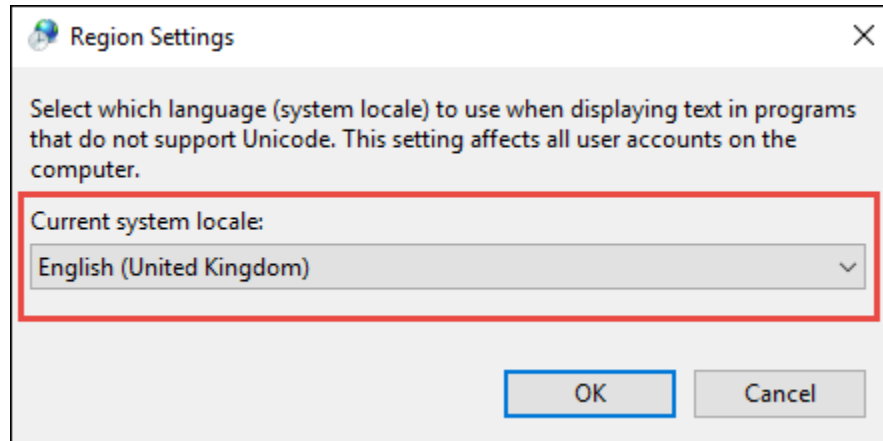 Region Settings
Select which language (system locale) to use when displaying text in programs
that do not support Unicode. This setting affects all user accounts on the
computer.
Current system locale:
English (United Kingdom)
OK
Cancel